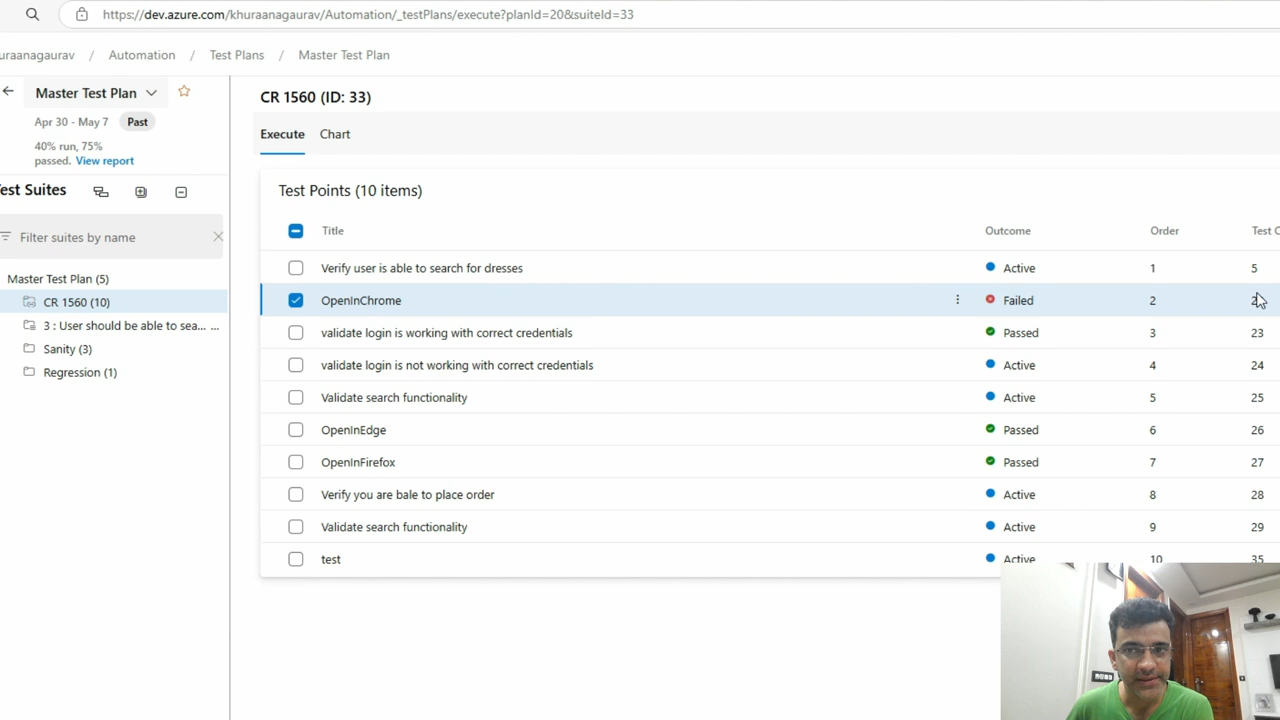 https://dev.azure.com/khuraanagaurav/Automation/_testPlans/execute?planId=20&suiteId=33
uraanagaurav / Automation / Test Plans / Master Test Plan
Master Test Plan
Apr 30 - May 7 Past
40% run, 75%
passed. View report
est Suites
Filter suites by name
Master Test Plan (5)
CR 1560 (10)
3 : User should be able to sea... ...
Sanity (3)
Regression (1)
CR 1560 (ID: 33)
Execute Chart
Test Points (10 items)
Title Outcome Order Test C
Verify user is able to search for dresses Active 1 5
OpenInChrome Failed 2
validate login is working with correct credentials Passed 3 23
validate login is not working with correct credentials Active 4 24
Validate search functionality Active 5 25
OpenInEdge Passed 6 26
OpenInFirefox Passed 7 27
Verify you are bale to place order Active 8 28
Validate search functionality Active 9 29
test Active 10 35